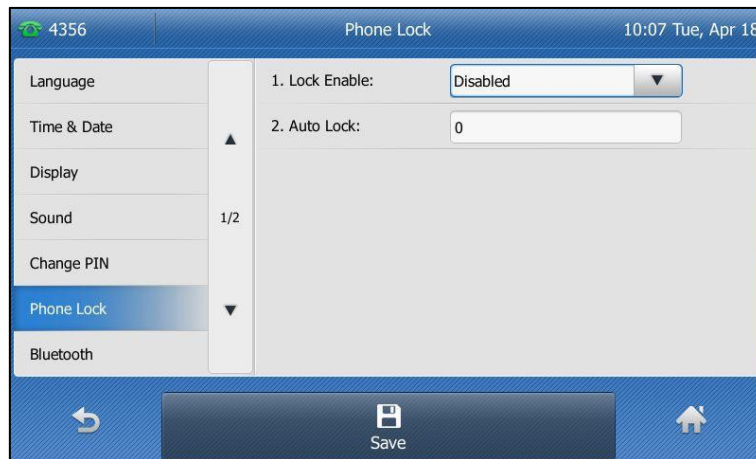 4356 Phone Lock 10:07 Tue, Apr 18
Language
Time & Date
Display
Sound
Change PIN
Phone Lock
Bluetooth
1/2
1. Lock Enable: Disabled
2. Auto Lock: 0
Save